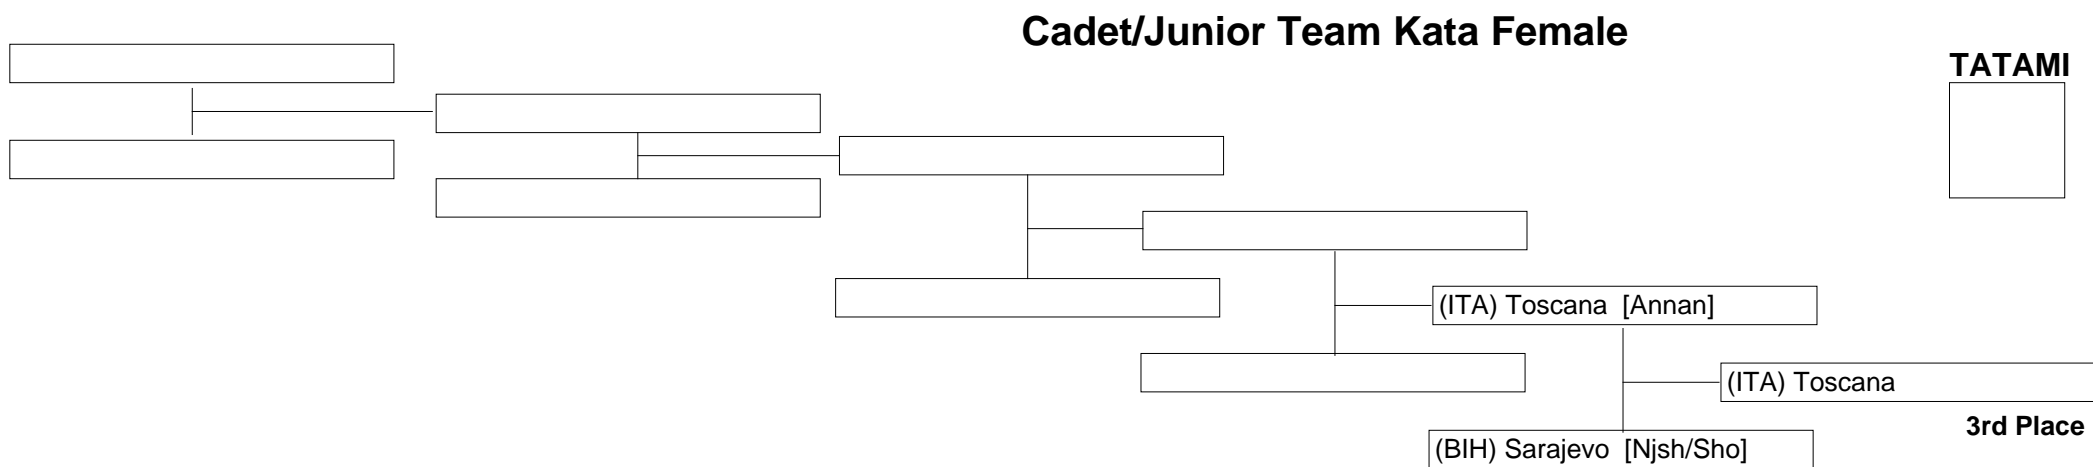 Cadet/Junior Team Kata Female
TATAMI
(ITA) Toscana [Annan]
(ITA) Toscana
3rd Place
(BIH) Sarajevo [Njsh/Sho]